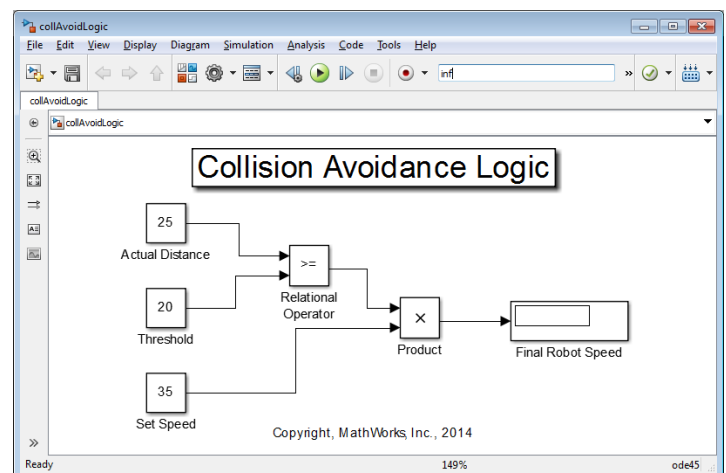 collAvoidLogic
File Edit View Display Diagram Simulation Analysis Code Tools Help
inf
collAvoidLogic
collAvoidLogic
Collision Avoidance Logic
25
Actual Distance
>=
Relational
Operator
20
Threshold
×
Product
Final Robot Speed
35
Set Speed
Copyright, MathWorks, Inc., 2014
Ready 149% ode45